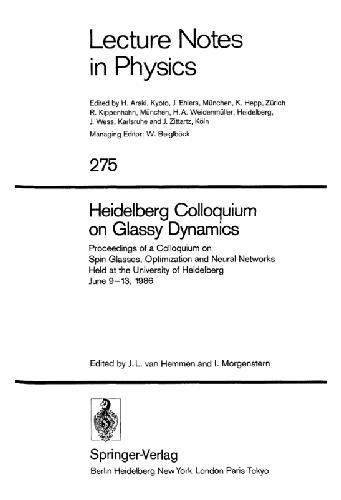 Lecture Notes
in Physics
Edited by H. Araki, Kyoto, J. Ehlers, München, K. Hepp, Zürich
R. Kippenhahn, München, H. A. Weidenmüller, Heidelberg,
J. Wess, Karlsruhe and J. Zittartz, Köln
Managing Editor: W. Beiglböck
275
Heidelberg Colloquium
on Glassy Dynamics
Proceedings of a Colloquium on
Spin Glasses, Optimization and Neural Networks
Held at the University of Heidelberg
June 9–13, 1986
Edited by J. L. van Hemmen and I. Morgenstern
Springer-Verlag
Berlin Heidelberg New York London Paris Tokyo